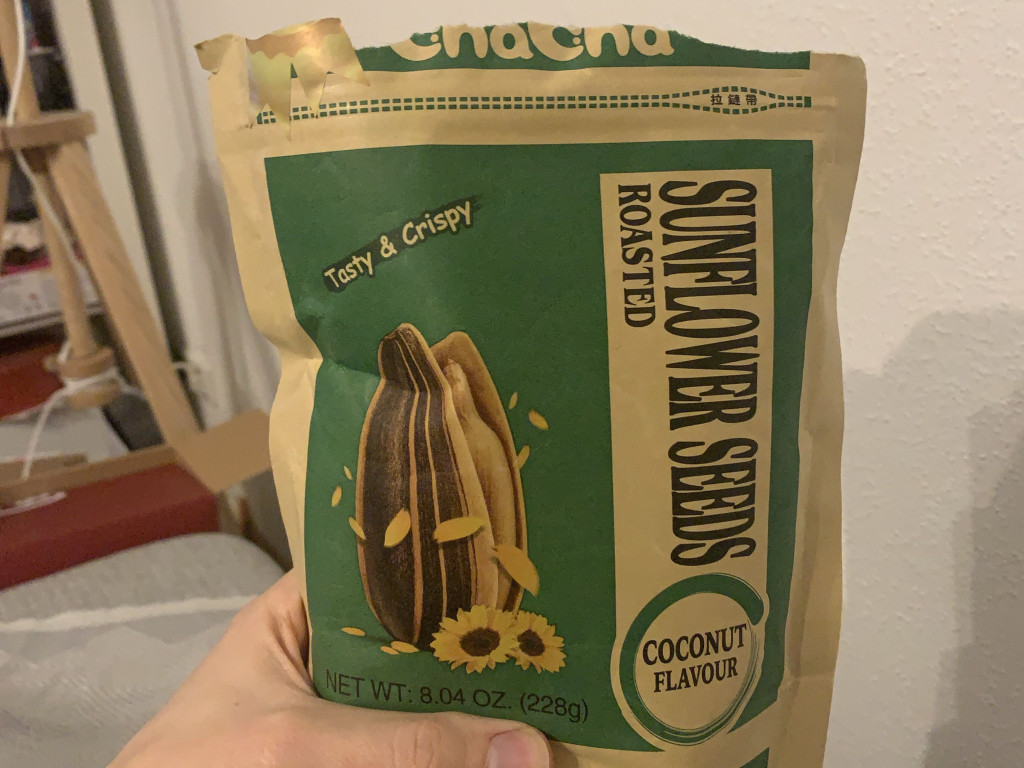 ChaCha
拉鏈帶
Tasty & Crispy
SUNFLOWER SEEDS
ROASTED
COCONUT
FLAVOUR
NET WT: 8.04 OZ. (228g)